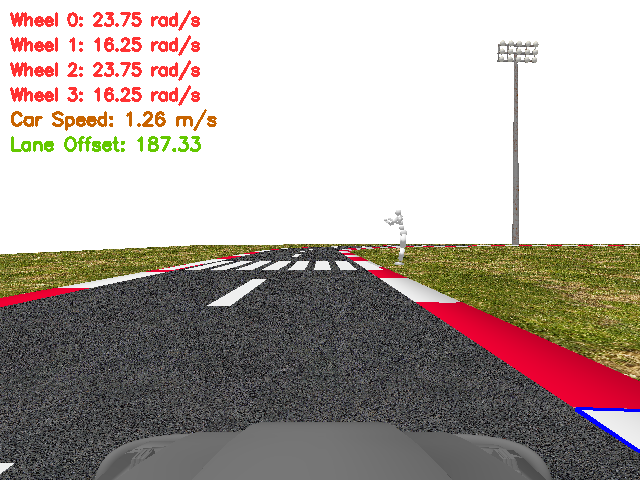 Wheel 0: 23.75 rad/s
Wheel 1: 16.25 rad/s
Wheel 2: 23.75 rad/s
Wheel 3: 16.25 rad/s
Car Speed: 1.26 m/s
Lane Offset: 187.33